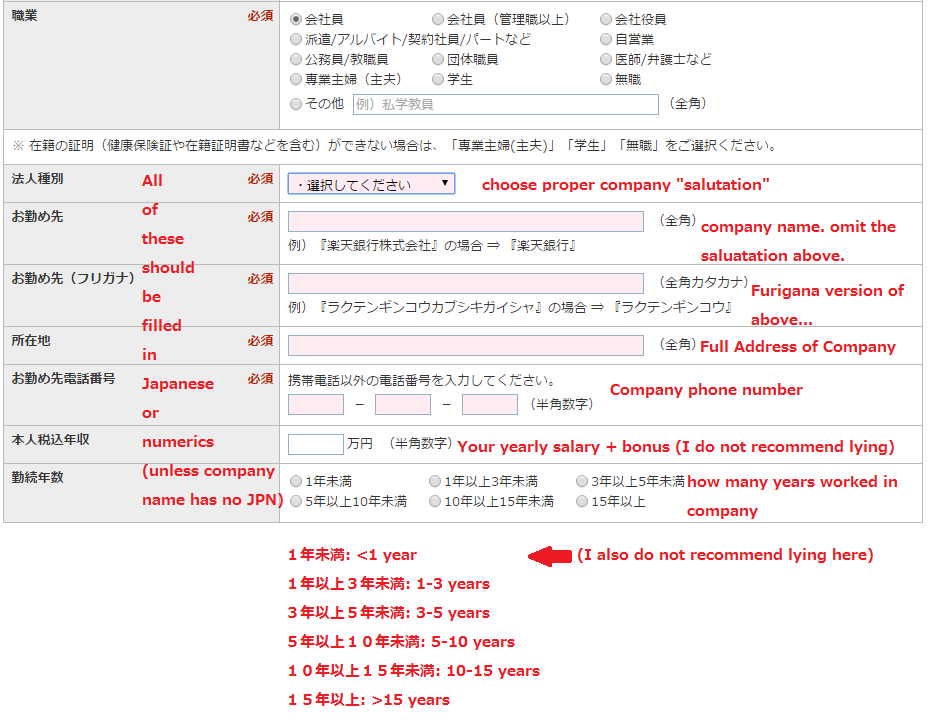 職業 必須
会社員 会社員（管理職以上） 会社役員
派遣/アルバイト/契約社員/パートなど 自営業
公務員/教職員 団体職員 医師/弁護士など
専業主婦（主夫） 学生 無職
その他 例）私学教員 （全角）
※ 在籍の証明（健康保険証や在籍証明書などを含む）ができない場合は、「専業主婦(主夫)」「学生」「無職」をご選択ください。
法人種別 必須 ・選択してください
choose proper company "salutation"
お勤め先 必須 （全角）
例）『楽天銀行株式会社』の場合 ⇒ 『楽天銀行』
company name. omit the
saluatation above.
お勤め先（フリガナ） 必須 （全角カタカナ）
例）『ラクテンギンコウカブシキガイシャ』の場合 ⇒ 『ラクテンギンコウ』
Furigana version of
above...
所在地 必須 （全角）
Full Address of Company
お勤め先電話番号 必須 携帯電話以外の電話番号を入力してください。
－ － （半角数字）
Company phone number
本人税込年収 万円 （半角数字）
Your yearly salary + bonus (I do not recommend lying)
勤続年数 1年未満 1年以上3年未満 3年以上5年未満
5年以上10年未満 10年以上15年未満 15年以上
how many years worked in
company
All
of
these
should
be
filled
in
Japanese
or
numerics
(unless company
name has no JPN)
１年未満: <1 year
(I also do not recommend lying here)
１年以上３年未満: 1-3 years
３年以上５年未満: 3-5 years
５年以上１０年未満: 5-10 years
１０年以上１５年未満: 10-15 years
１５年以上: >15 years